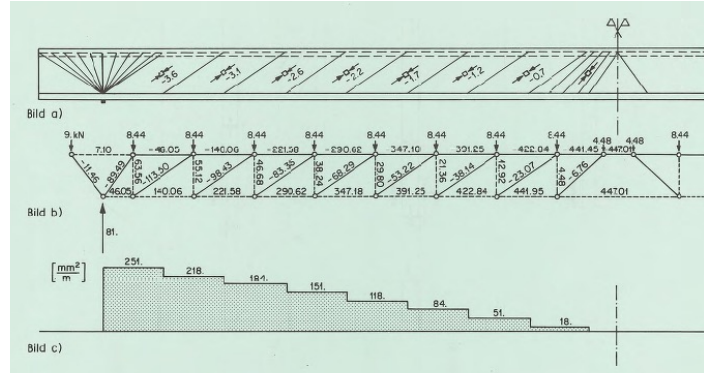 -3,6 -3,1 -2,6 -2,2 -1,7 -1,2 -0,7
Bild a)
9. kN 8.44 8.44 8.44 8.44 8.44 8.44 8.44 8.44 4.48 4.48 8.44
7.10 -46.05 -140.06 -221.58 -290.62 -347.10 -391.25 -422.84 -441.45 447.01
-11.46 -89.49 63.56 -113.50 55.12 -98.43 46.68 -83.36 38.24 -68.29 29.80 -53.22 21.36 -38.14 12.92 -23.07 4.48 -6.76
46.05 140.06 221.58 290.62 347.18 391.25 422.84 441.95 447.01
Bild b)
81.
[mm²/m]
251. 218. 184. 151. 118. 84. 51. 18.
Bild c)